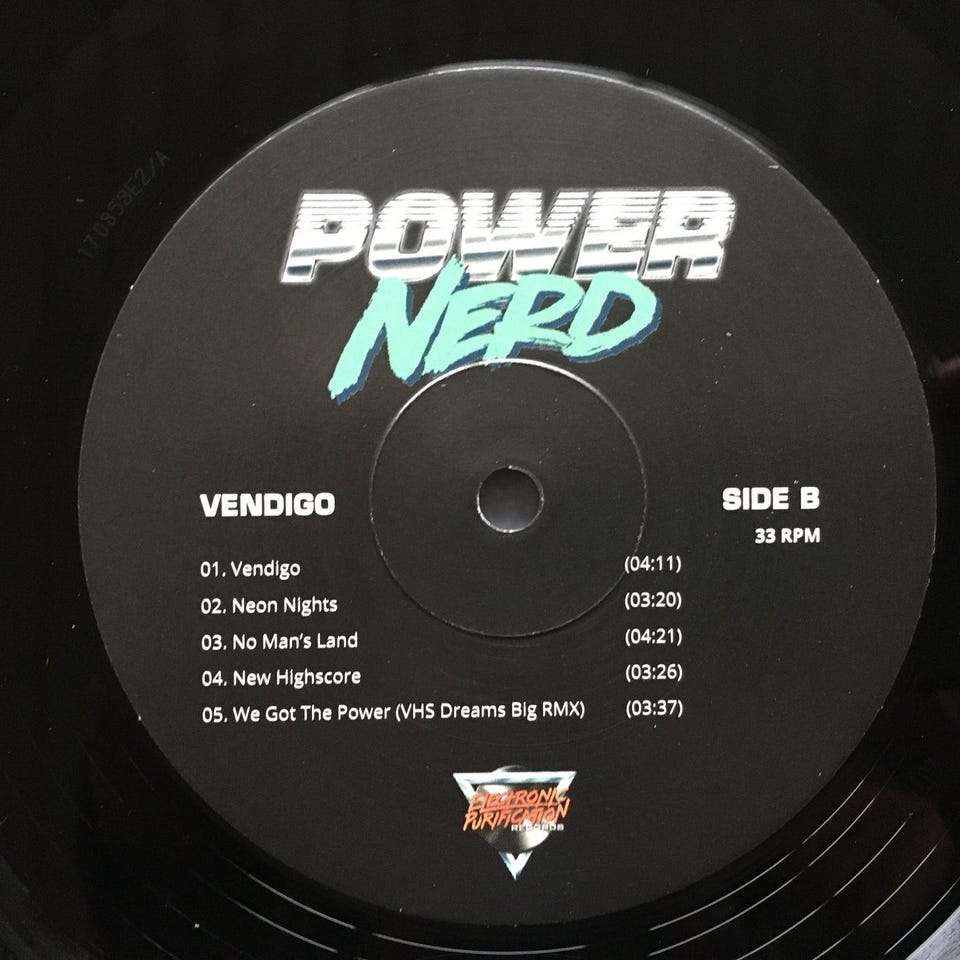 170858E2/A
POWER
NERD
VENDIGO
SIDE B
33 RPM
01. Vendigo (04:11)
02. Neon Nights (03:20)
03. No Man's Land (04:21)
04. New Highscore (03:26)
05. We Got The Power (VHS Dreams Big RMX) (03:37)
ELECTRONIC
PURIFICATION
RECORDS